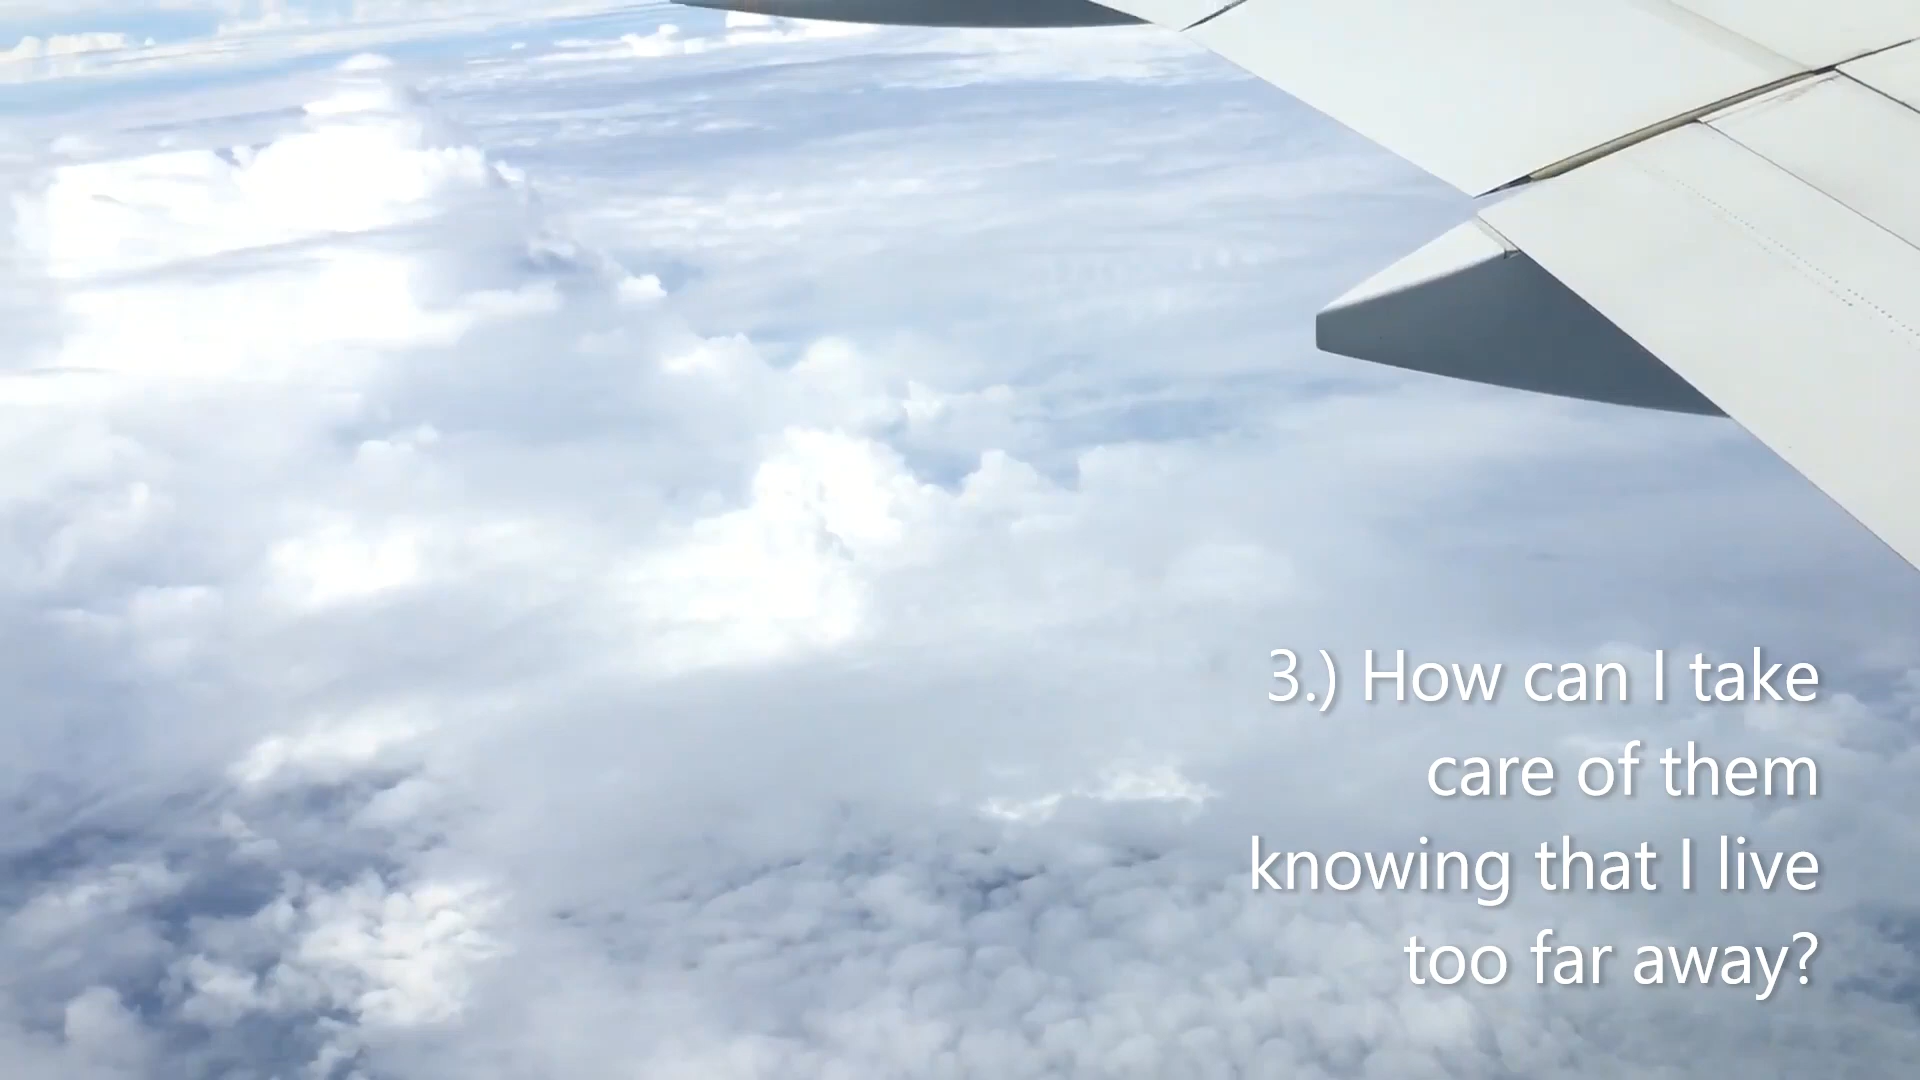 3.) How can I take
care of them
knowing that I live
too far away?